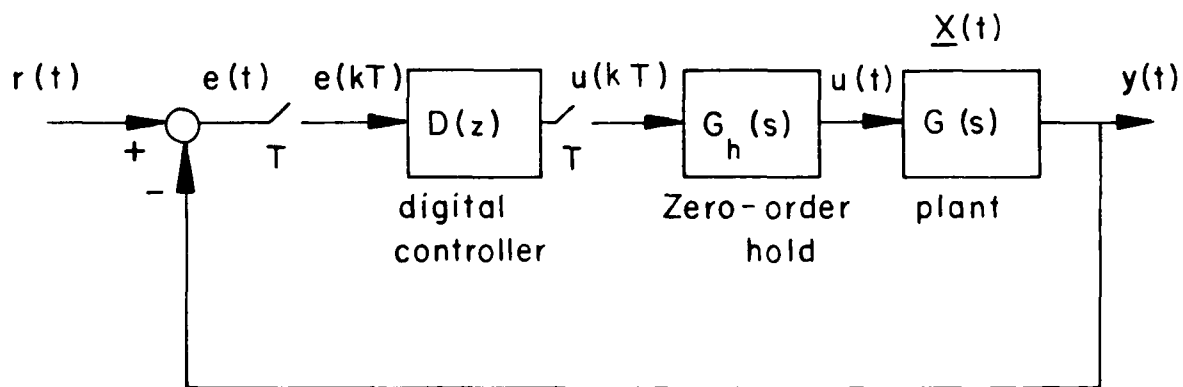 X(t)
r(t)
e(t)
e(kT)
u(kT)
u(t)
y(t)
D(z)
G_h(s)
G(s)
+
T
T
-
digital
controller
Zero-order
hold
plant